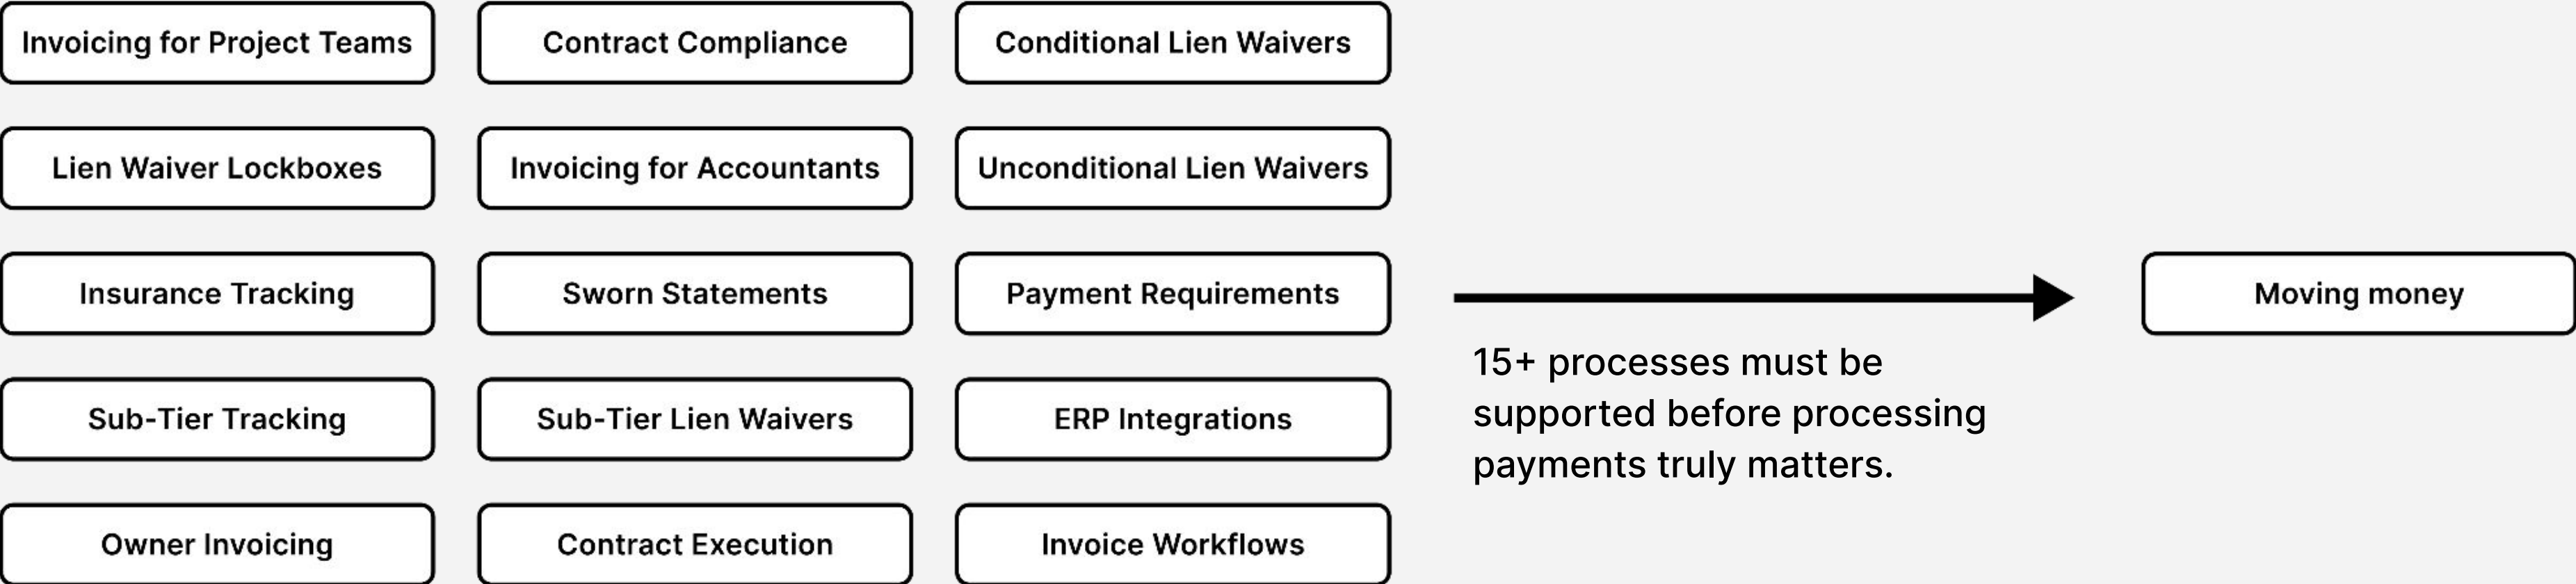 Invoicing for Project Teams
Contract Compliance
Conditional Lien Waivers
Lien Waiver Lockboxes
Invoicing for Accountants
Unconditional Lien Waivers
Insurance Tracking
Sworn Statements
Payment Requirements
Moving money
15+ processes must be
supported before processing
payments truly matters.
Sub-Tier Tracking
Sub-Tier Lien Waivers
ERP Integrations
Owner Invoicing
Contract Execution
Invoice Workflows